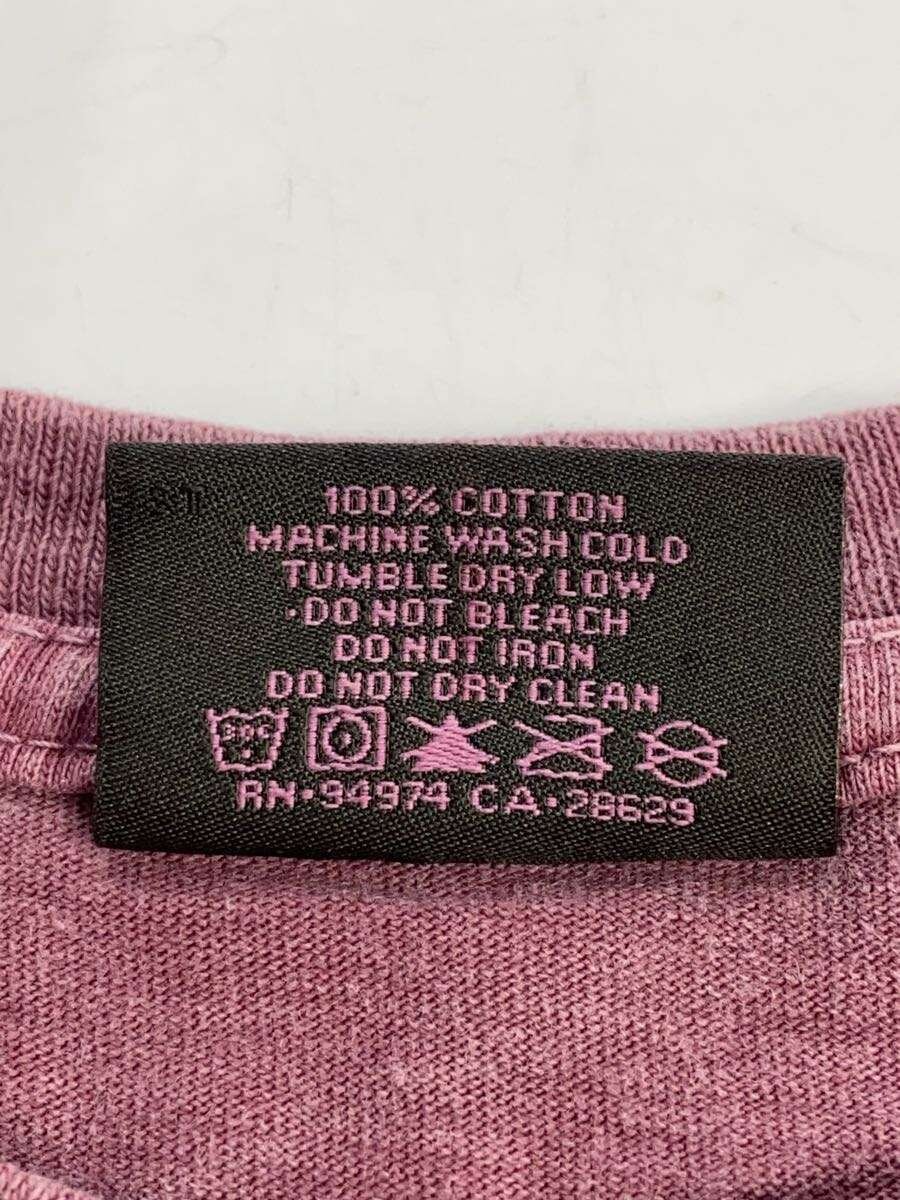 100% COTTON
MACHINE WASH COLD
TUMBLE DRY LOW
·DO NOT BLEACH
DO NOT IRON
DO NOT DRY CLEAN
RN·94974 CA·28629